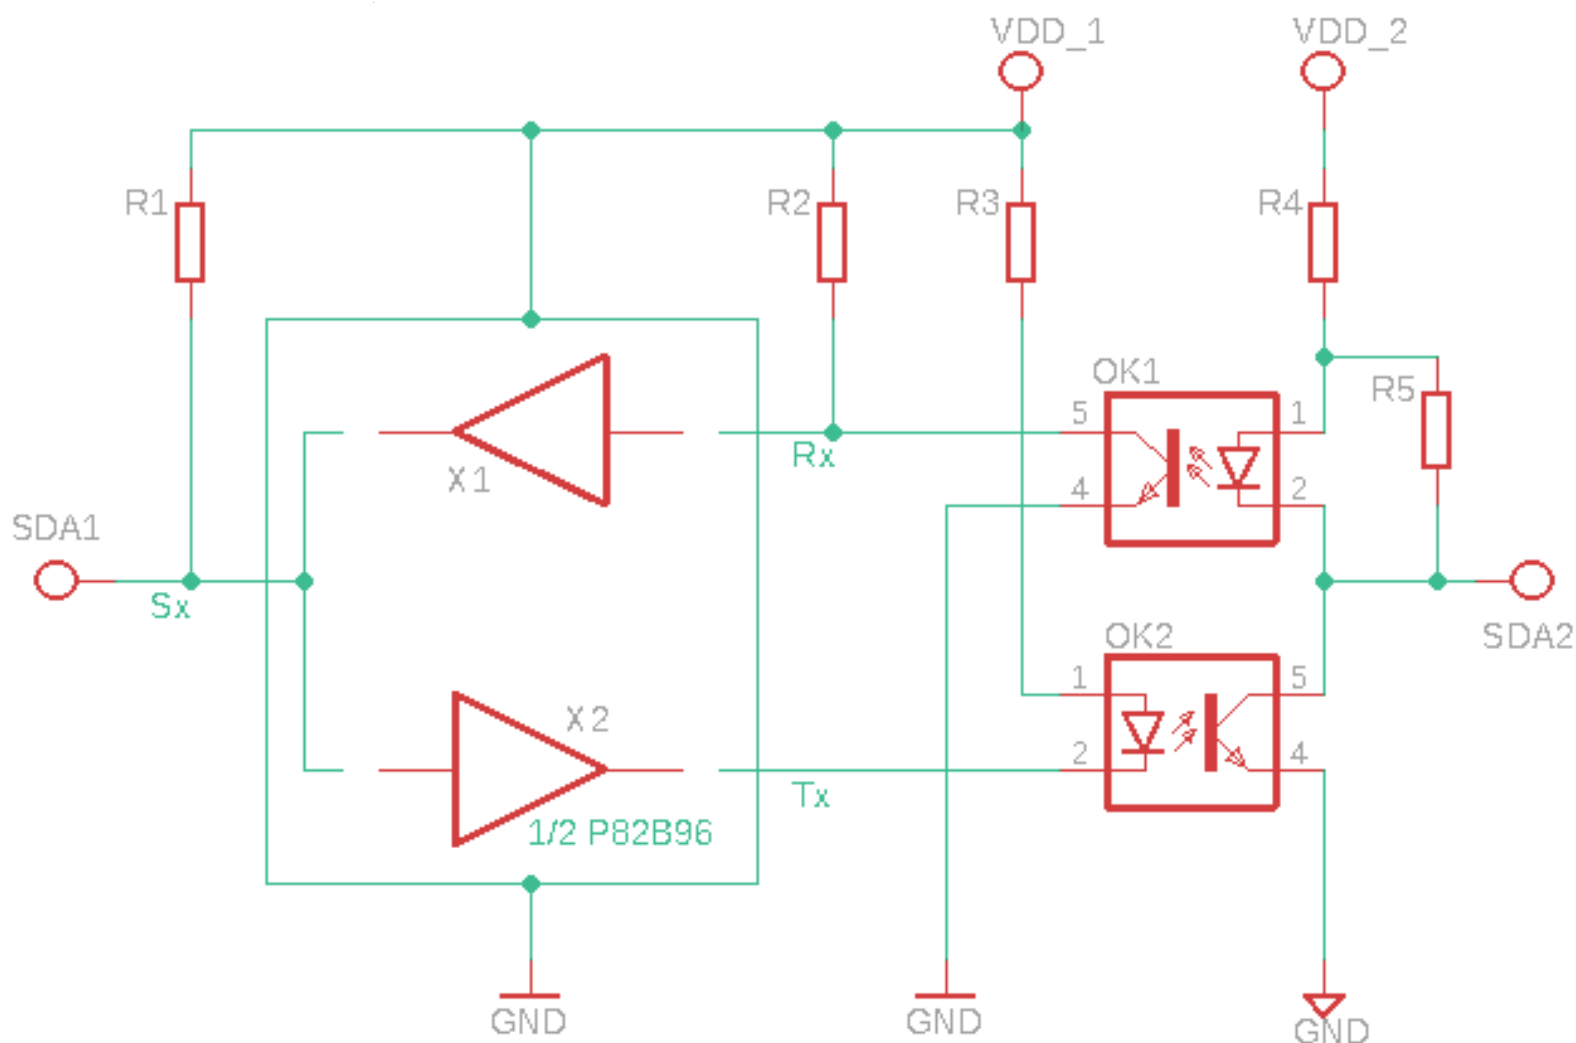 VDD_1
VDD_2
R1
R2
R3
R4
OK1
R5
5
1
Rx
X1
4
2
SDA1
Sx
SDA2
OK2
1
5
X2
2
4
Tx
1/2 P82B96
GND
GND
GND